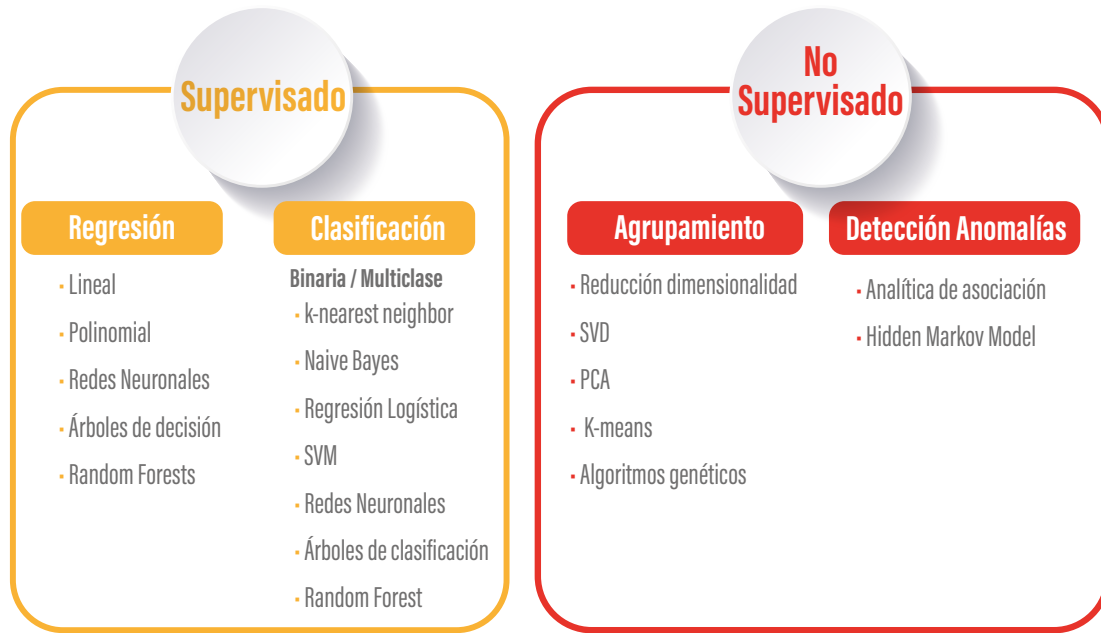 Supervisado
Regresión
· Lineal
· Polinomial
· Redes Neuronales
· Árboles de decisión
· Random Forests
Clasificación
Binaria / Multiclase
· k-nearest neighbor
· Naive Bayes
· Regresión Logística
· SVM
· Redes Neuronales
· Árboles de clasificación
· Random Forest
No
Supervisado
Agrupamiento
· Reducción dimensionalidad
· SVD
· PCA
· K-means
· Algoritmos genéticos
Detección Anomalías
· Analítica de asociación
· Hidden Markov Model